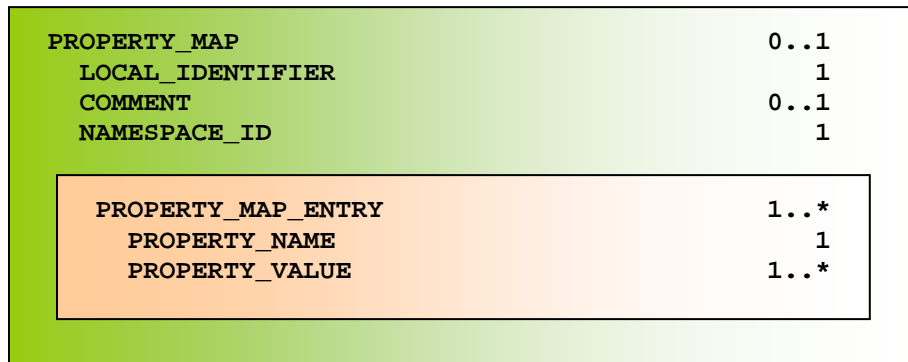 PROPERTY_MAP 0..1
LOCAL_IDENTIFIER 1
COMMENT 0..1
NAMESPACE_ID 1
PROPERTY_MAP_ENTRY 1..*
PROPERTY_NAME 1
PROPERTY_VALUE 1..*